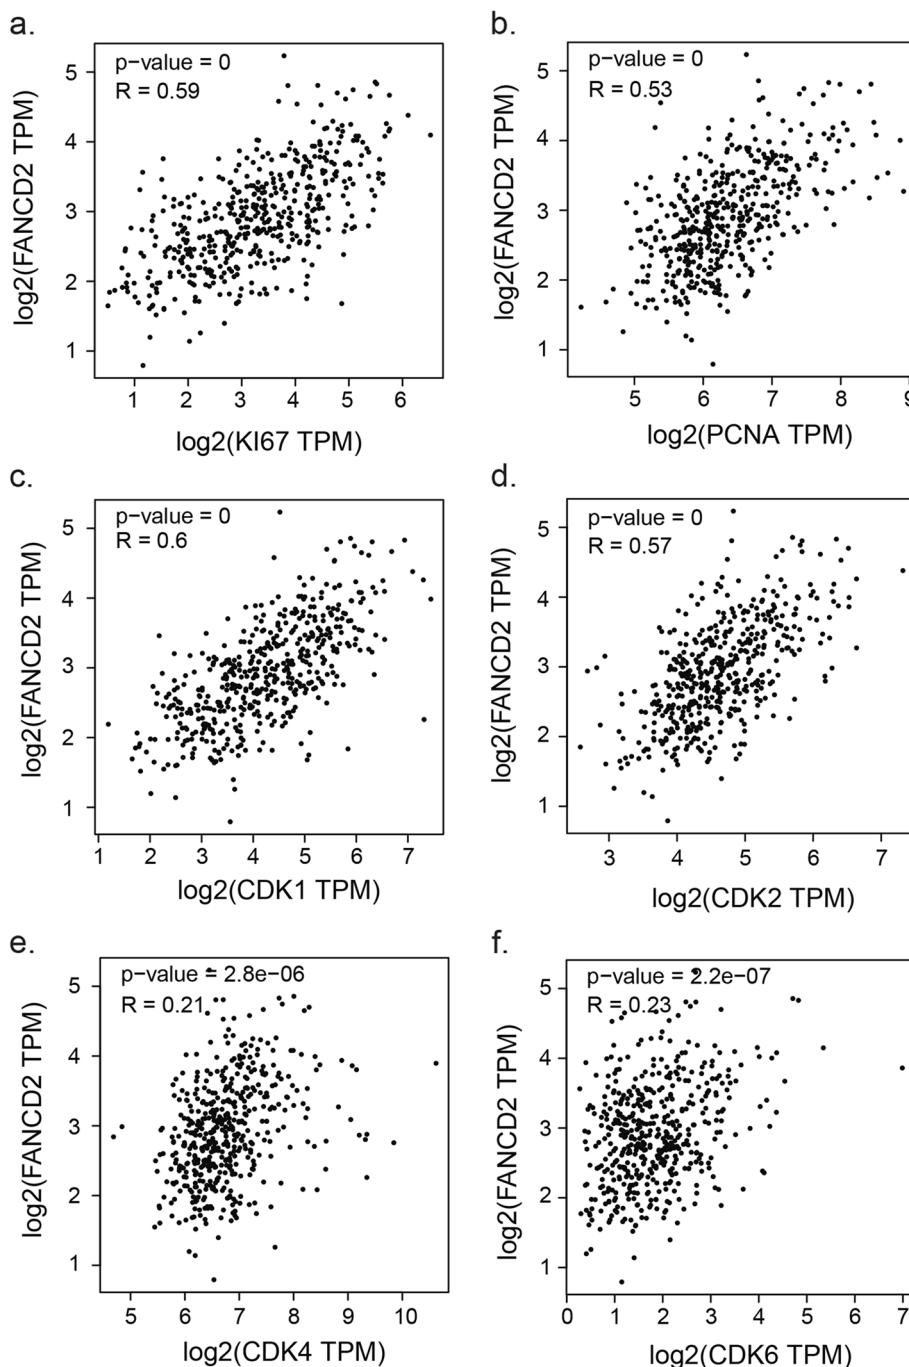 a.
p−value = 0
R = 0.59
5
4
3
2
1
log2(FANCD2 TPM)
1 2 3 4 5 6
log2(KI67 TPM)
b.
p−value = 0
R = 0.53
5
4
3
2
1
log2(FANCD2 TPM)
5 6 7 8 9
log2(PCNA TPM)
c.
p−value = 0
R = 0.6
5
4
3
2
1
log2(FANCD2 TPM)
1 2 3 4 5 6 7
log2(CDK1 TPM)
d.
p−value = 0
R = 0.57
5
4
3
2
1
log2(FANCD2 TPM)
3 4 5 6 7
log2(CDK2 TPM)
e.
p−value = 2.8e−06
R = 0.21
5
4
3
2
1
log2(FANCD2 TPM)
5 6 7 8 9 10
log2(CDK4 TPM)
f.
p−value = 2.2e−07
R = 0.23
5
4
3
2
1
log2(FANCD2 TPM)
0 1 2 3 4 5 6 7
log2(CDK6 TPM)